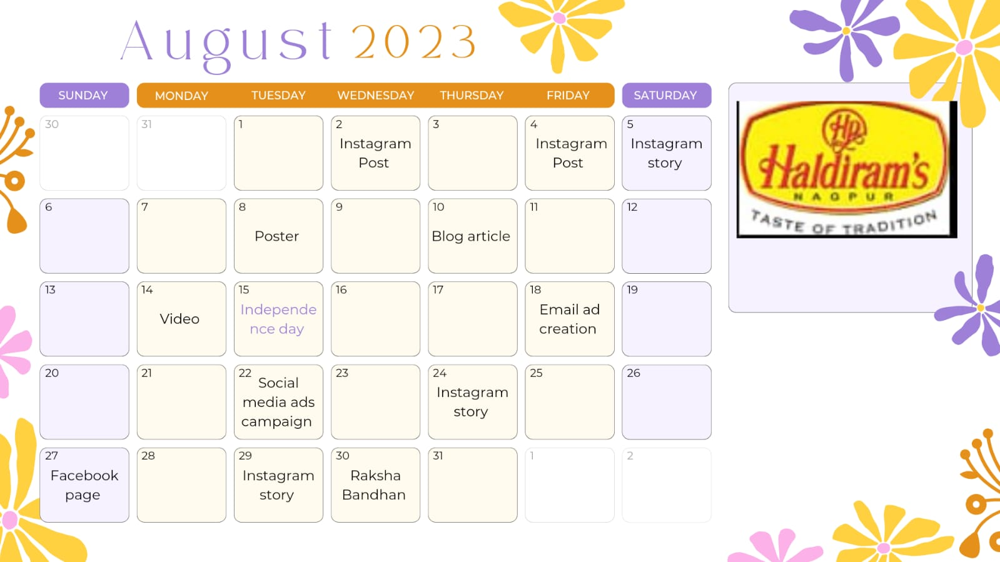 August 2023
SUNDAY MONDAY TUESDAY WEDNESDAY THURSDAY FRIDAY SATURDAY
30 31 1 2 3 4 5
Instagram Instagram Instagram
Post Post story
6 7 8 9 10 11 12
Poster Blog article
13 14 15 16 17 18 19
Video Independe Email ad
nce day creation
20 21 22 23 24 25 26
Social
media ads
campaign
Instagram
story
27 28 29 30 31 1 2
Facebook Instagram Raksha
page story Bandhan
HR
Haldiram's
NAGPUR
TASTE OF TRADITION